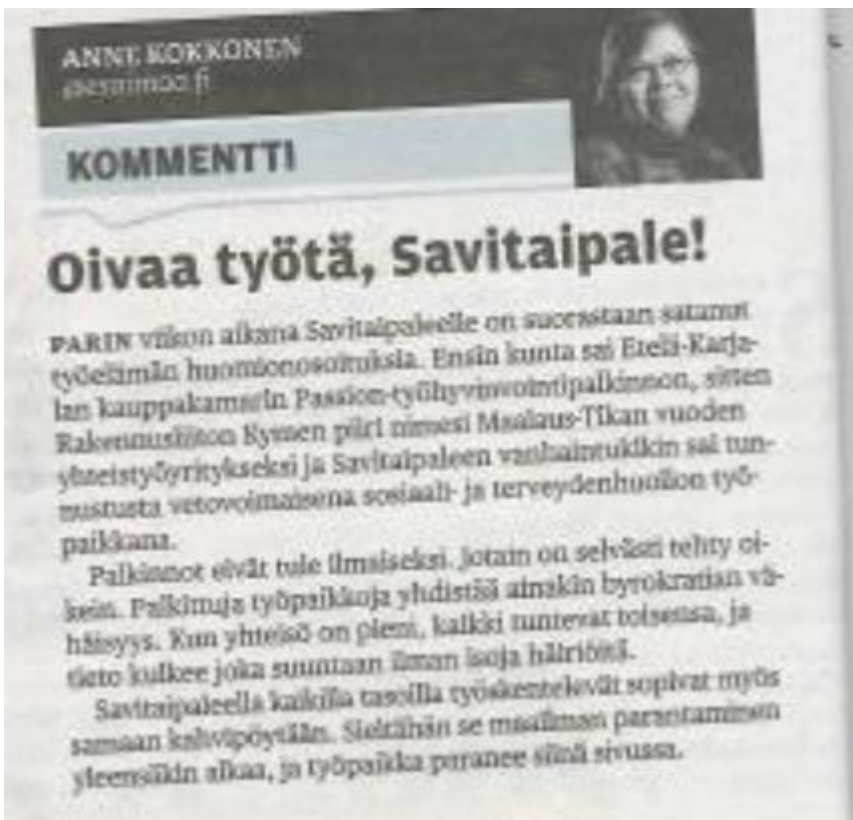 ANNE KOKKONEN
@esaimaa.fi
KOMMENTTI
Oivaa työtä, Savitaipale!
PARIN viikon aikana Savitaipaleelle on suorastaan satanut
työelämän huomionosoituksia. Ensin kunta sai Etelä-Karja-
lan kauppakamarin Passion-työhyvinvointipalkinnon, sitten
Rakennusliiton Kymen piiri nimesi Maalaus-Tikan vuoden
yhteistyöyritykseksi ja Savitaipaleen vanhaintukikin sai tun-
nustusta vetovoimaisena sosiaali- ja terveydenhuollon työ-
paikkana.
Palkinnot eivät tule ilmaiseksi. Jotain on selvästi tehty oi-
kein. Palkittuja työpaikkoja yhdistää ainakin byrokratian vä-
häisyys. Kun yhteisö on pieni, kaikki tuntevat toisensa, ja
tieto kulkee joka suuntaan ilman isoja häiriöitä.
Savitaipaleella kaikilla tasoilla työskentelevät sopivat myös
samaan kahvipöytään. Sieltähän se maailman parantaminen
yleensäkin alkaa, ja työpaikka paranee siinä sivussa.